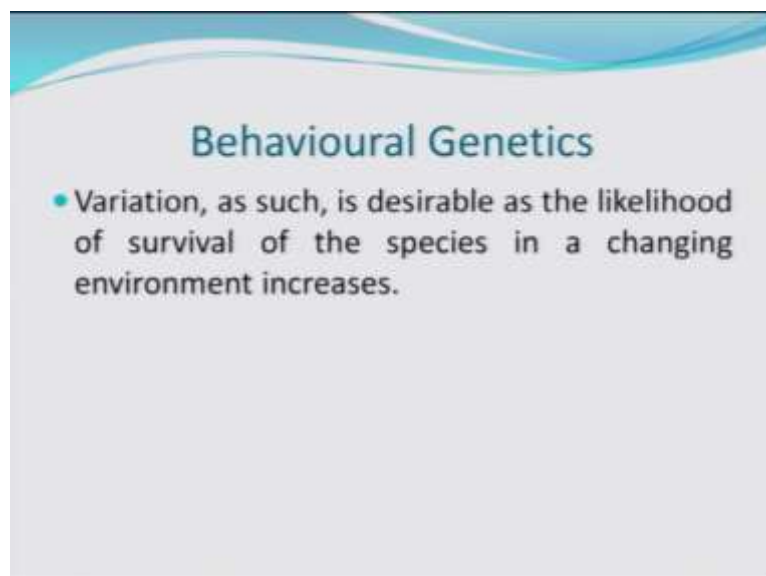 Behavioural Genetics
• Variation, as such, is desirable as the likelihood
of survival of the species in a changing
environment increases.